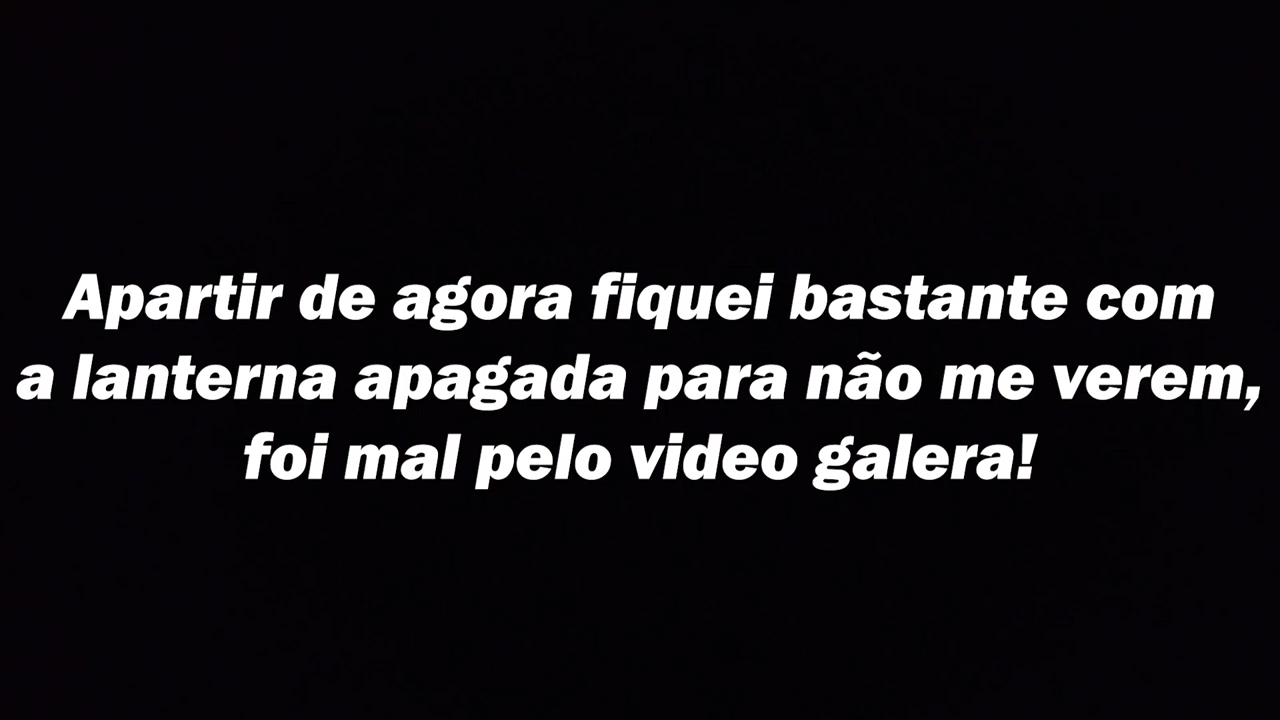 Apartir de agora fiquei bastante com
a lanterna apagada para não me verem,
foi mal pelo video galera!